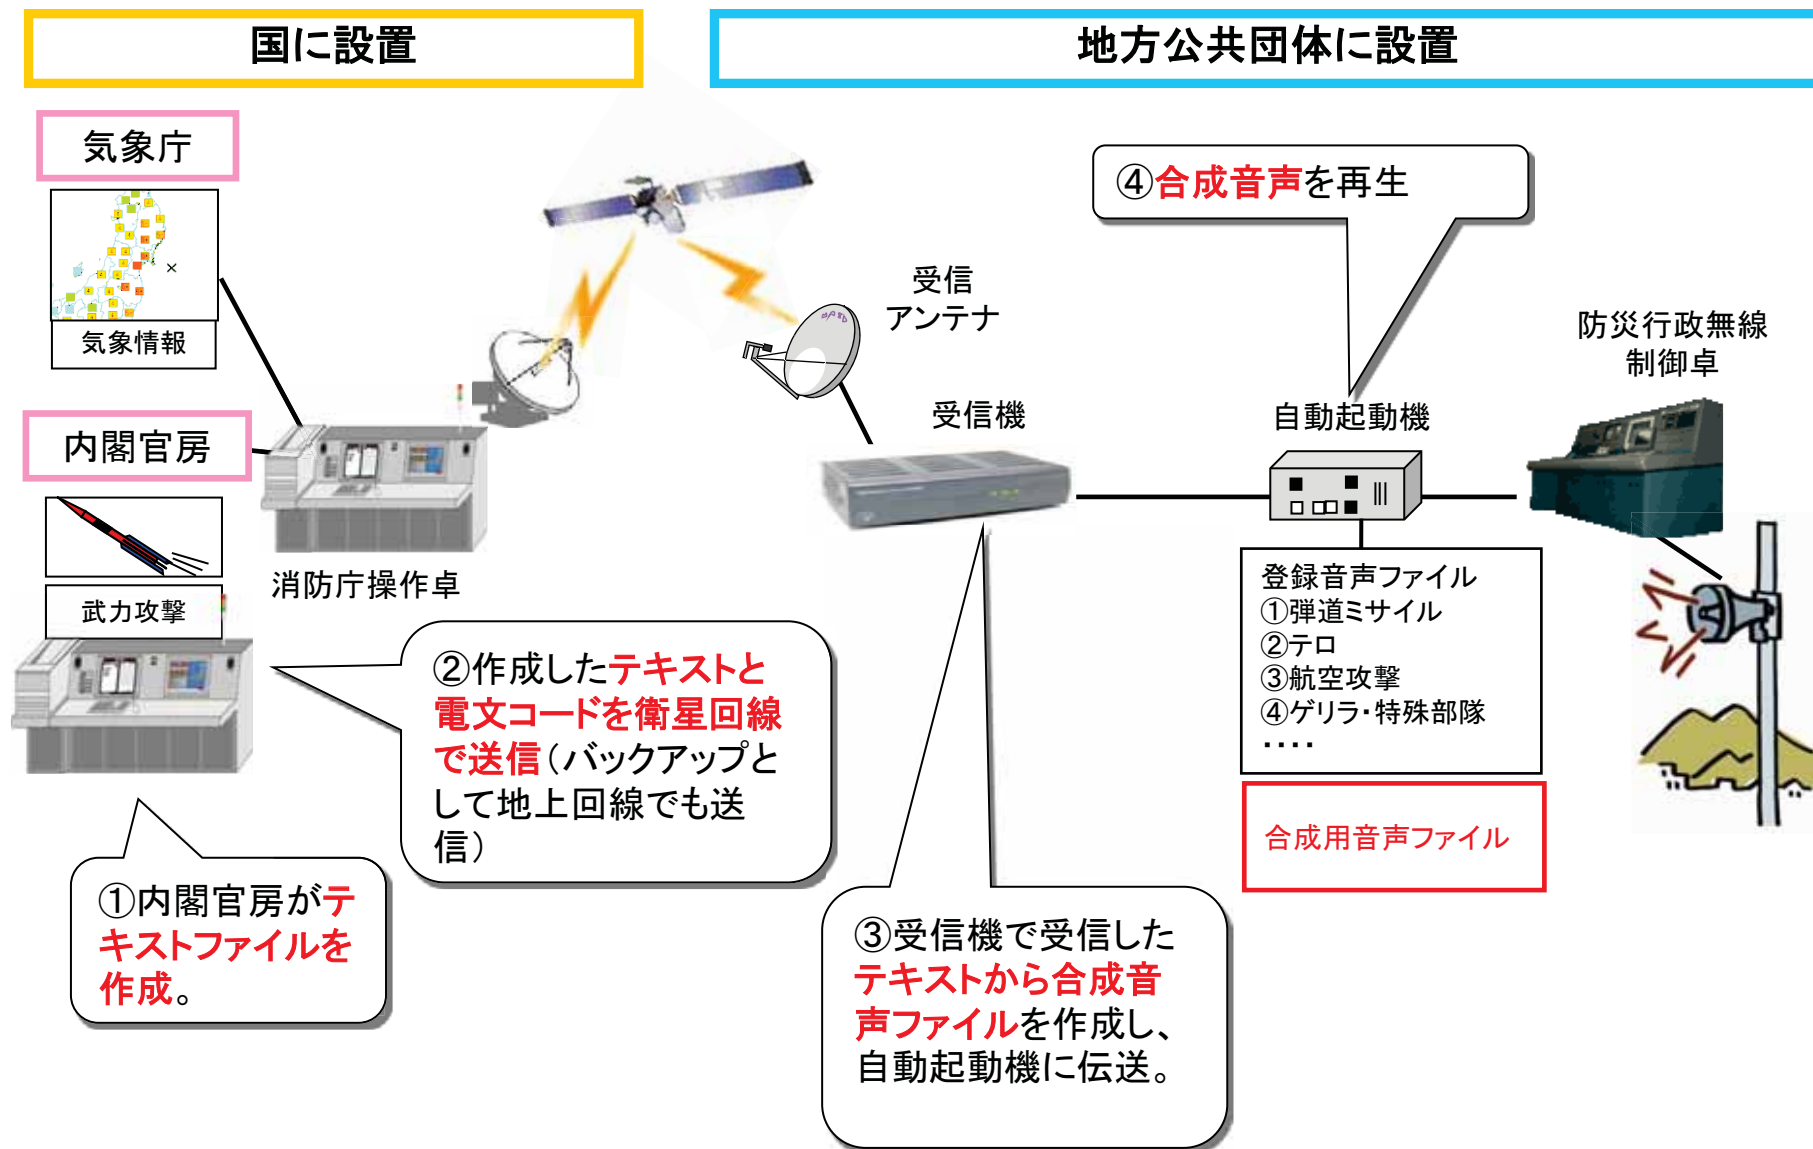 国に設置
地方公共団体に設置
気象庁
気象情報
内閣官房
武力攻撃
消防庁操作卓
①内閣官房がテ
キストファイルを
作成。
②作成したテキストと
電文コードを衛星回線
で送信(バックアップと
して地上回線でも送
信)
受信
アンテナ
受信機
③受信機で受信した
テキストから合成音
声ファイルを作成し、
自動起動機に伝送。
④合成音声を再生
自動起動機
登録音声ファイル
①弾道ミサイル
②テロ
③航空攻撃
④ゲリラ・特殊部隊
・・・・
合成用音声ファイル
防災行政無線
制御卓